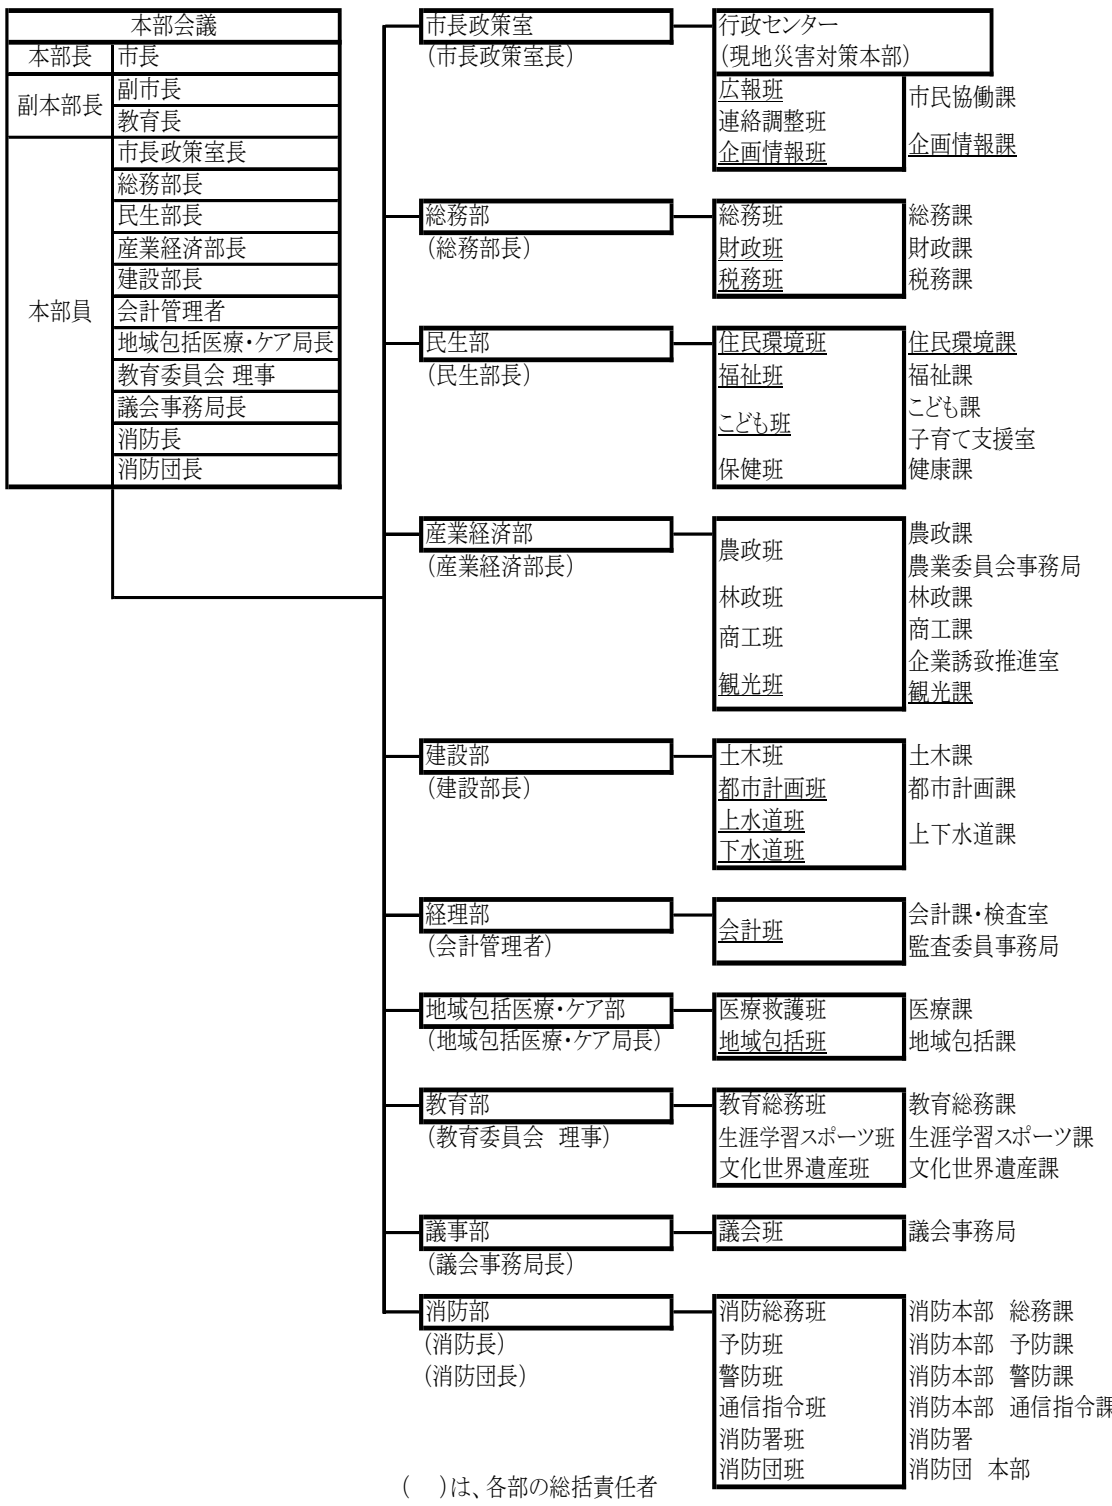 本部会議
本部長 市長
副本部長 副市長
教育長
本部員 市長政策室長
総務部長
民生部長
産業経済部長
建設部長
会計管理者
地域包括医療・ケア局長
教育委員会 理事
議会事務局長
消防長
消防団長
市長政策室
(市長政策室長)
行政センター
(現地災害対策本部)
広報班 市民協働課
連絡調整班
企画情報班 企画情報課
総務部
(総務部長)
総務班 総務課
財政班 財政課
税務班 税務課
民生部
(民生部長)
住民環境班 住民環境課
福祉班 福祉課
こども班 こども課
子育て支援室
保健班 健康課
産業経済部
(産業経済部長)
農政班 農政課
農業委員会事務局
林政班 林政課
商工班 商工課
企業誘致推進室
観光班 観光課
建設部
(建設部長)
土木班 土木課
都市計画班 都市計画課
上水道班 上下水道課
下水道班
経理部
(会計管理者)
会計班 会計課・検査室
監査委員事務局
地域包括医療・ケア部
(地域包括医療・ケア局長)
医療救護班 医療課
地域包括班 地域包括課
教育部
(教育委員会 理事)
教育総務班 教育総務課
生涯学習スポーツ班 生涯学習スポーツ課
文化世界遺産班 文化世界遺産課
議事部
(議会事務局長)
議会班 議会事務局
消防部
(消防長)
(消防団長)
消防総務班 消防本部 総務課
予防班 消防本部 予防課
警防班 消防本部 警防課
通信指令班 消防本部 通信指令課
消防署班 消防署
消防団班 消防団 本部
( )は、各部の総括責任者